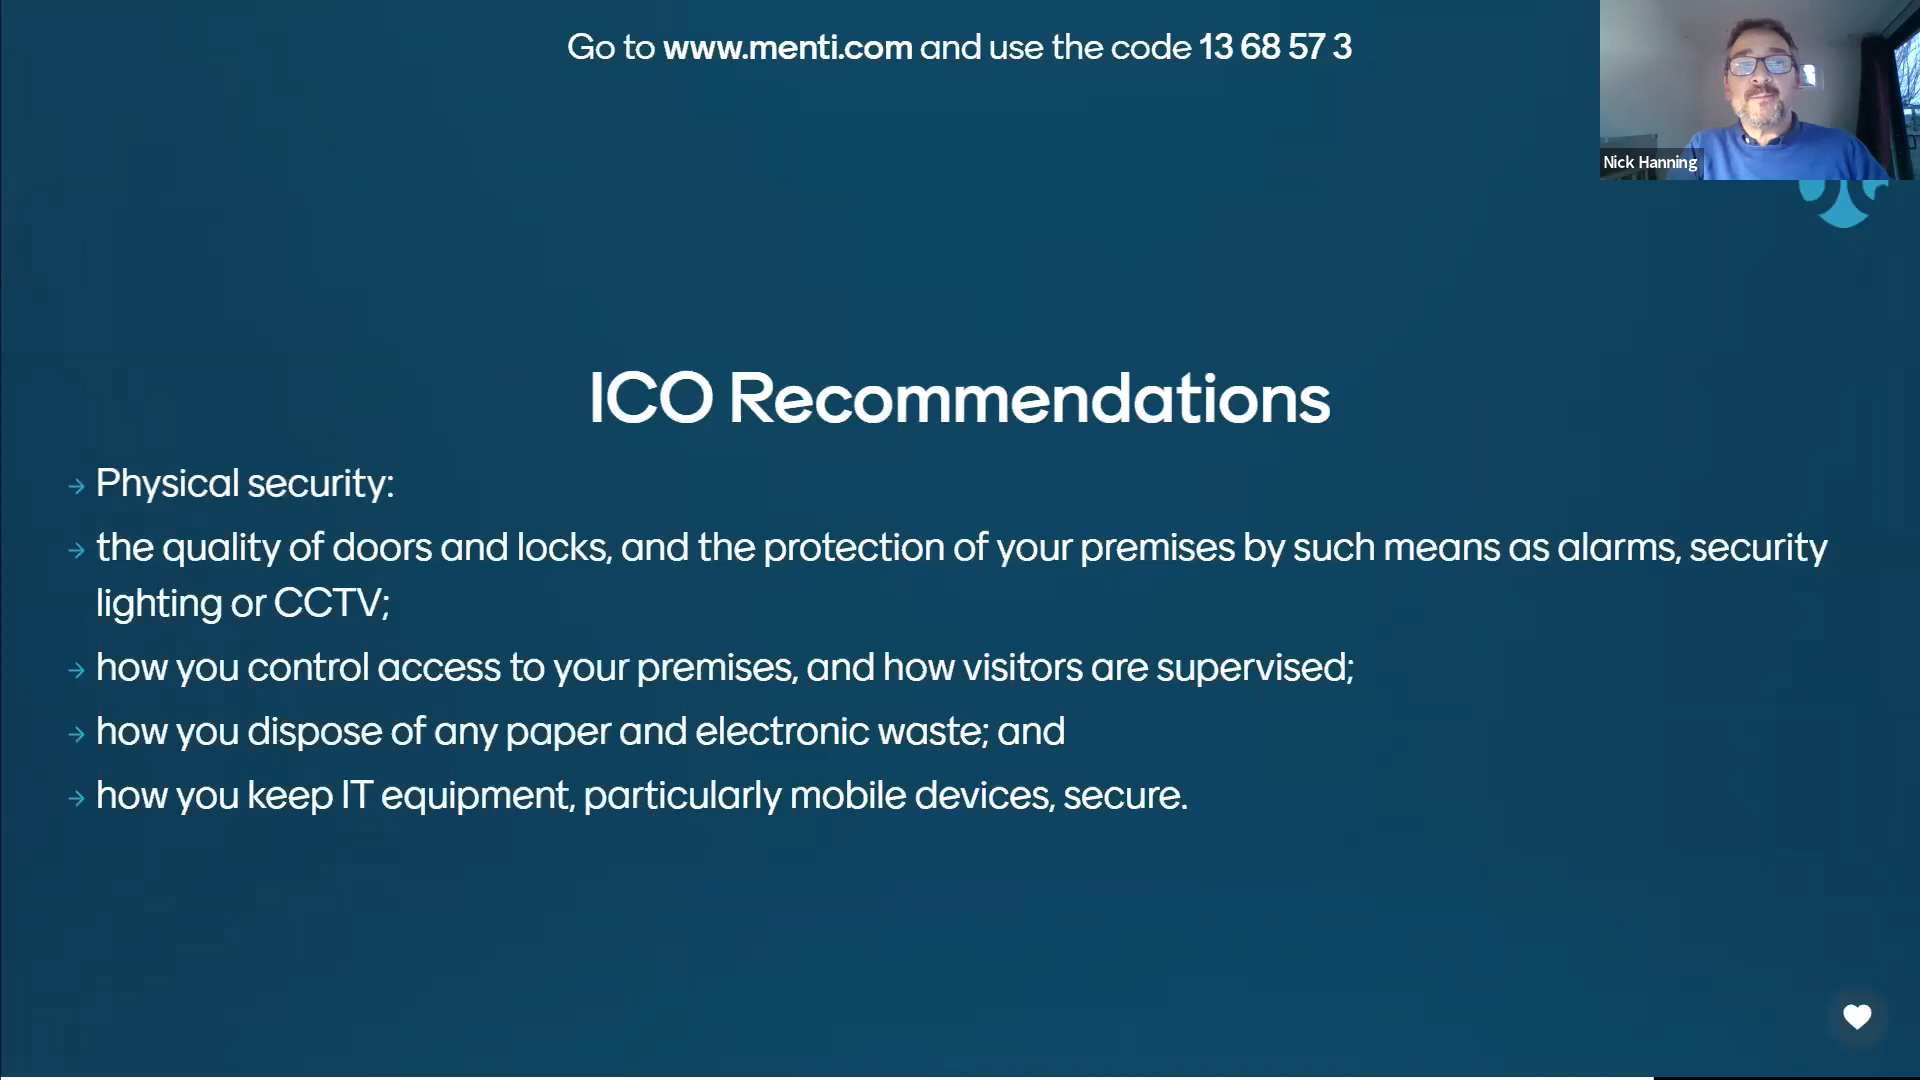 Go to www.menti.com and use the code 13 68 57 3
Nick Hanning
ICO Recommendations
→ Physical security:
→ the quality of doors and locks, and the protection of your premises by such means as alarms, security
lighting or CCTV;
→ how you control access to your premises, and how visitors are supervised;
→ how you dispose of any paper and electronic waste; and
→ how you keep IT equipment, particularly mobile devices, secure.